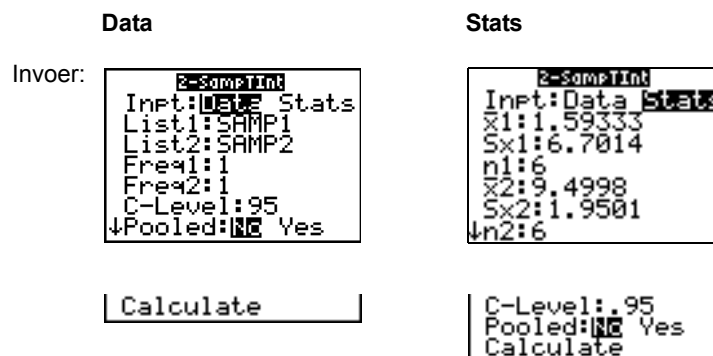 Data
Stats
Invoer:
2-SampTInt
Inpt:Data Stats
List1:SAMP1
List2:SAMP2
Freq1:1
Freq2:1
C-Level:95
↓Pooled:No Yes
2-SampTInt
Inpt:Data Stats
x̄1:1.59333
Sx1:6.7014
n1:6
x̄2:9.4998
Sx2:1.9501
↓n2:6
Calculate
C-Level:.95
Pooled:No Yes
Calculate